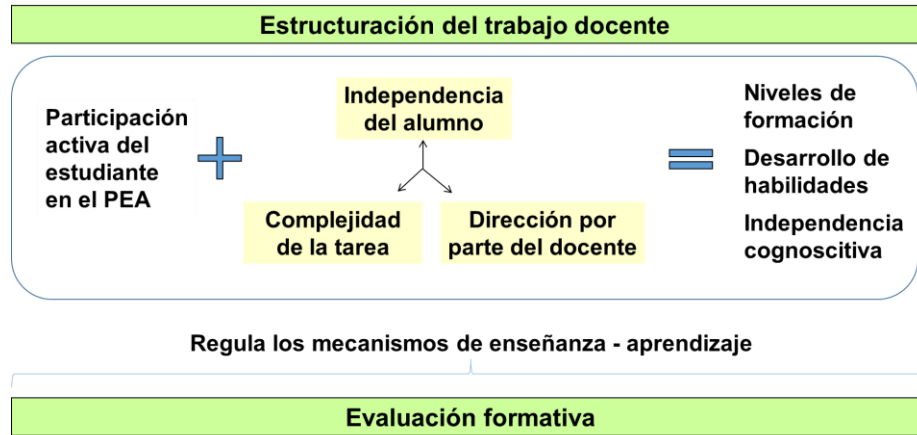 Estructuración del trabajo docente
Participación
activa del
estudiante
en el PEA
Independencia
del alumno
Complejidad
de la tarea
Dirección por
parte del docente
Niveles de
formación
Desarrollo de
habilidades
Independencia
cognoscitiva
Regula los mecanismos de enseñanza - aprendizaje
Evaluación formativa